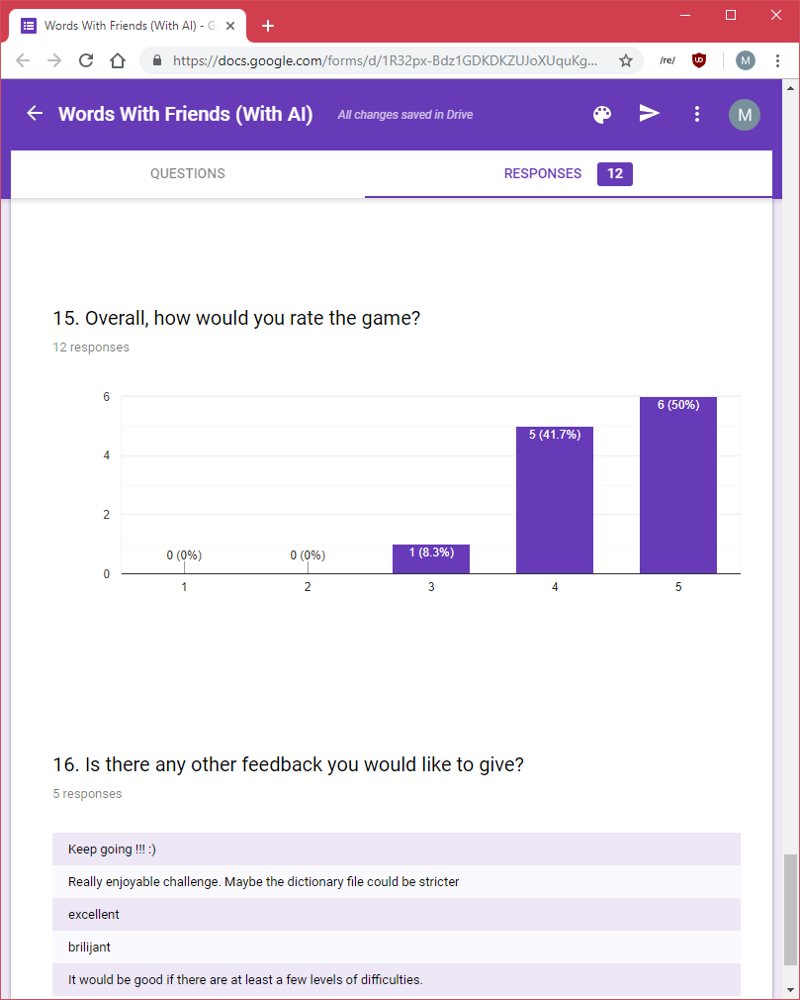 Words With Friends (With AI) - G
https://docs.google.com/forms/d/1R32px-Bdz1GDKDKZUJoXUquKg...
/re/
UD
M
Words With Friends (With AI)
All changes saved in Drive
M
QUESTIONS
RESPONSES 12
15. Overall, how would you rate the game?
12 responses
6
4
2
0
0 (0%)
0 (0%)
1 (8.3%)
5 (41.7%)
6 (50%)
1 2 3 4 5
16. Is there any other feedback you would like to give?
5 responses
Keep going !!! :)
Really enjoyable challenge. Maybe the dictionary file could be stricter
excellent
brilijant
It would be good if there are at least a few levels of difficulties.